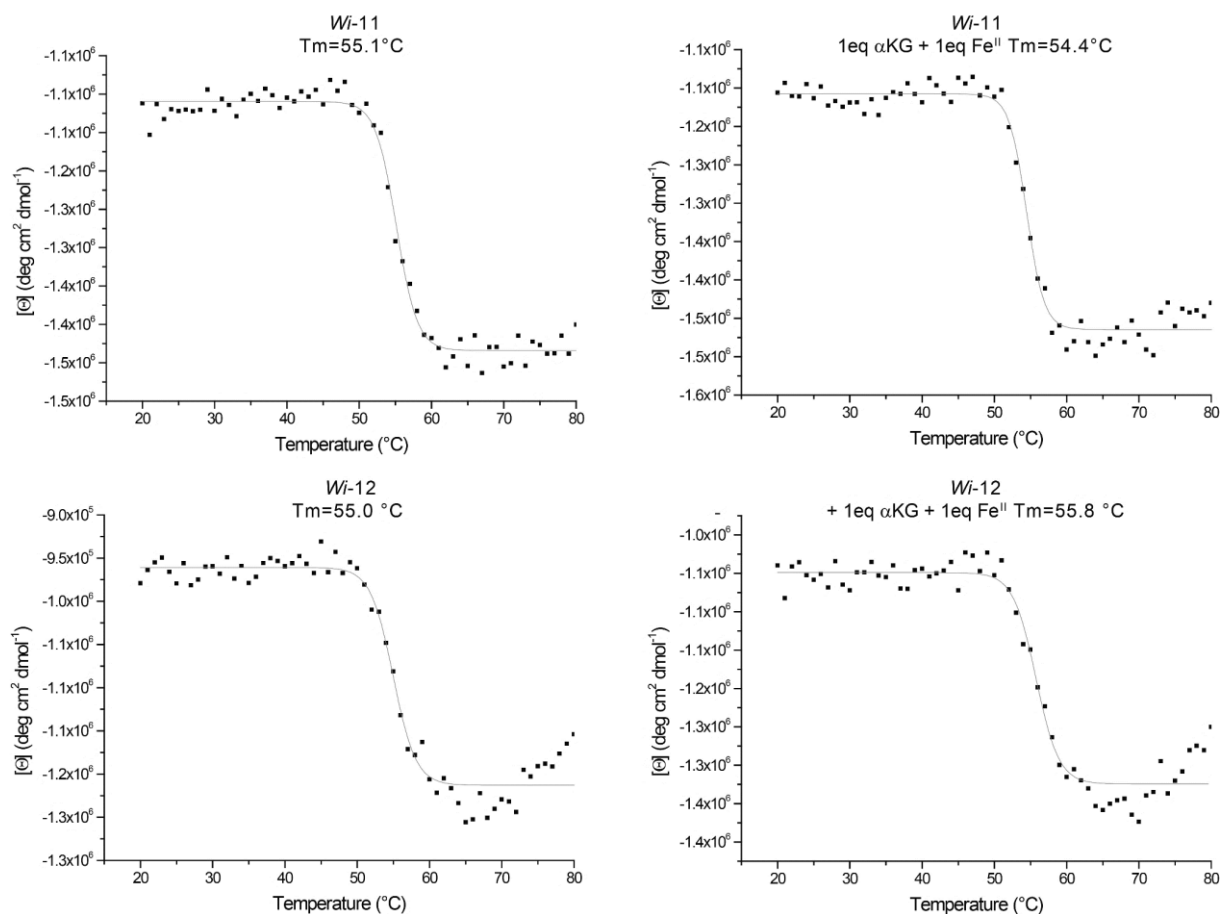 Wi-11
Tm=55.1°C
[Θ] (deg cm² dmol⁻¹)
-1.1x10⁶
-1.1x10⁶
-1.1x10⁶
-1.2x10⁶
-1.3x10⁶
-1.3x10⁶
-1.4x10⁶
-1.4x10⁶
-1.5x10⁶
-1.5x10⁶
20 30 40 50 60 70 80
Temperature (°C)
Wi-11
1eq αKG + 1eq Feᴵᴵ Tm=54.4°C
[Θ] (deg cm² dmol⁻¹)
-1.1x10⁶
-1.1x10⁶
-1.2x10⁶
-1.3x10⁶
-1.3x10⁶
-1.4x10⁶
-1.4x10⁶
-1.5x10⁶
-1.5x10⁶
-1.6x10⁶
20 30 40 50 60 70 80
Temperature (°C)
Wi-12
Tm=55.0 °C
[Θ] (deg cm² dmol⁻¹)
-9.0x10⁵
-9.5x10⁵
-1.0x10⁶
-1.1x10⁶
-1.1x10⁶
-1.1x10⁶
-1.2x10⁶
-1.3x10⁶
-1.3x10⁶
20 30 40 50 60 70 80
Temperature (°C)
Wi-12
- + 1eq αKG + 1eq Feᴵᴵ Tm=55.8 °C
[Θ] (deg cm² dmol⁻¹)
-1.0x10⁶
-1.1x10⁶
-1.1x10⁶
-1.1x10⁶
-1.2x10⁶
-1.3x10⁶
-1.3x10⁶
-1.4x10⁶
-1.4x10⁶
20 30 40 50 60 70 80
Temperature (°C)